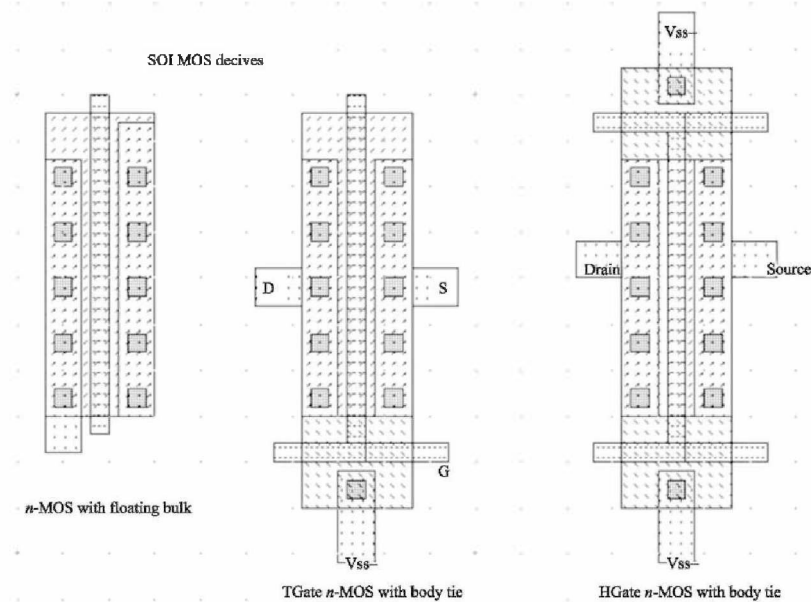 SOI MOS decives
Vss
D
S
Drain
Source
G
n-MOS with floating bulk
Vss
Vss
TGate n-MOS with body tie
HGate n-MOS with body tie